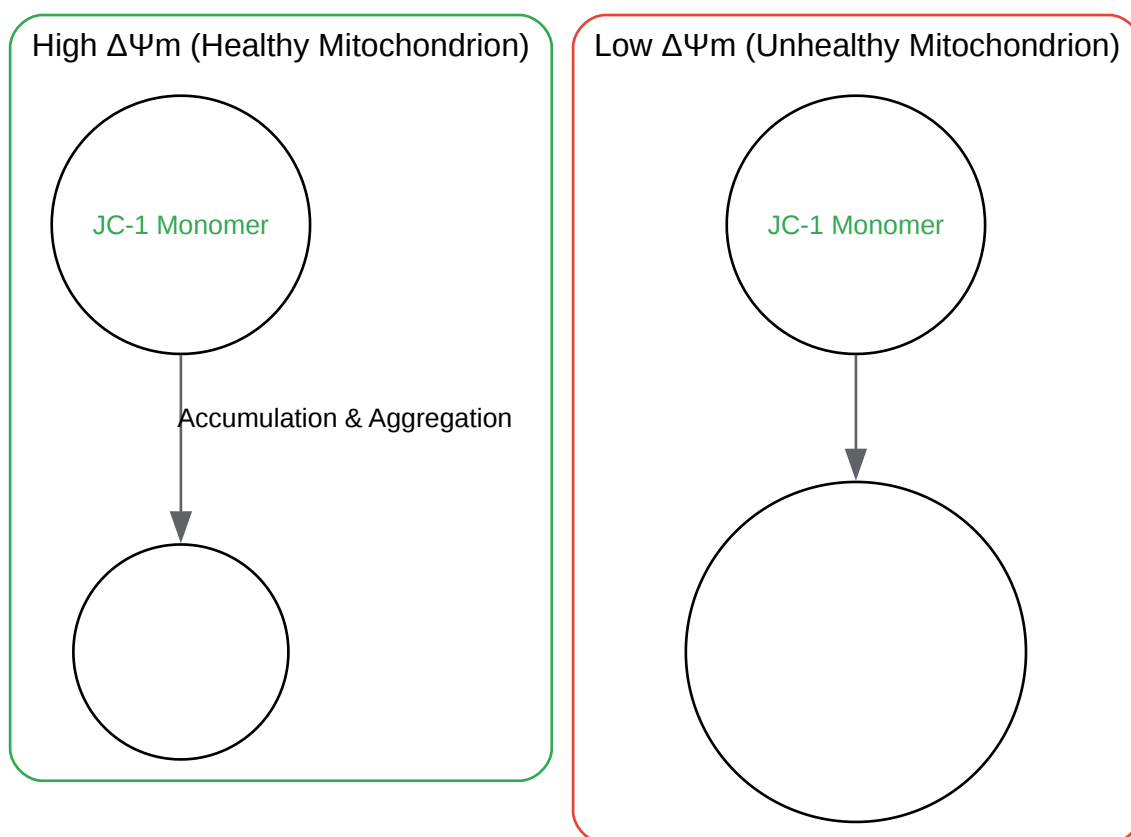 High ΔΨm (Healthy Mitochondrion)
JC-1 Monomer
Accumulation & Aggregation
Low ΔΨm (Unhealthy Mitochondrion)
JC-1 Monomer